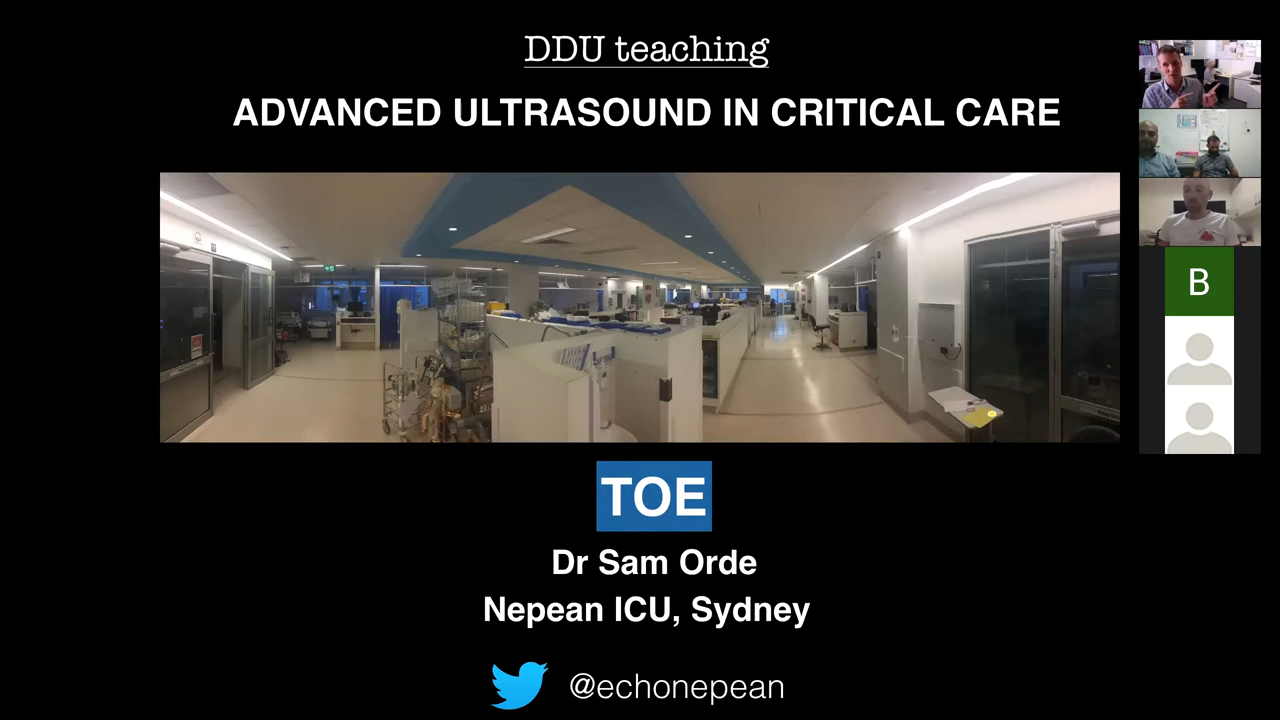 DDU teaching
ADVANCED ULTRASOUND IN CRITICAL CARE
B
TOE
Dr Sam Orde
Nepean ICU, Sydney
@echonepean